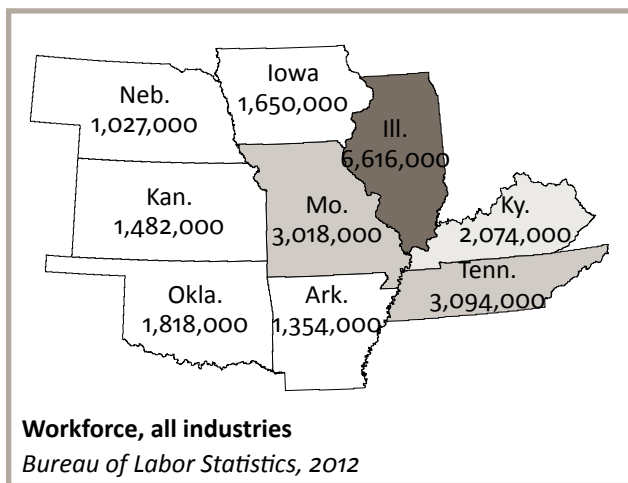 Iowa
1,650,000
Neb.
1,027,000
Ill.
6,616,000
Kan.
1,482,000
Mo.
3,018,000
Ky.
2,074,000
Tenn.
3,094,000
Okla.
1,818,000
Ark.
1,354,000
Workforce, all industries
Bureau of Labor Statistics, 2012